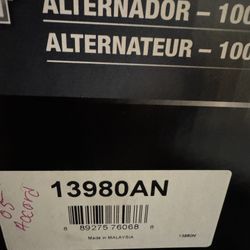 ALTERNADOR – 100
ALTERNATEUR – 100
05
Accord
13980AN
8 89275 76068 8
Made in MALAYSIA
13980N